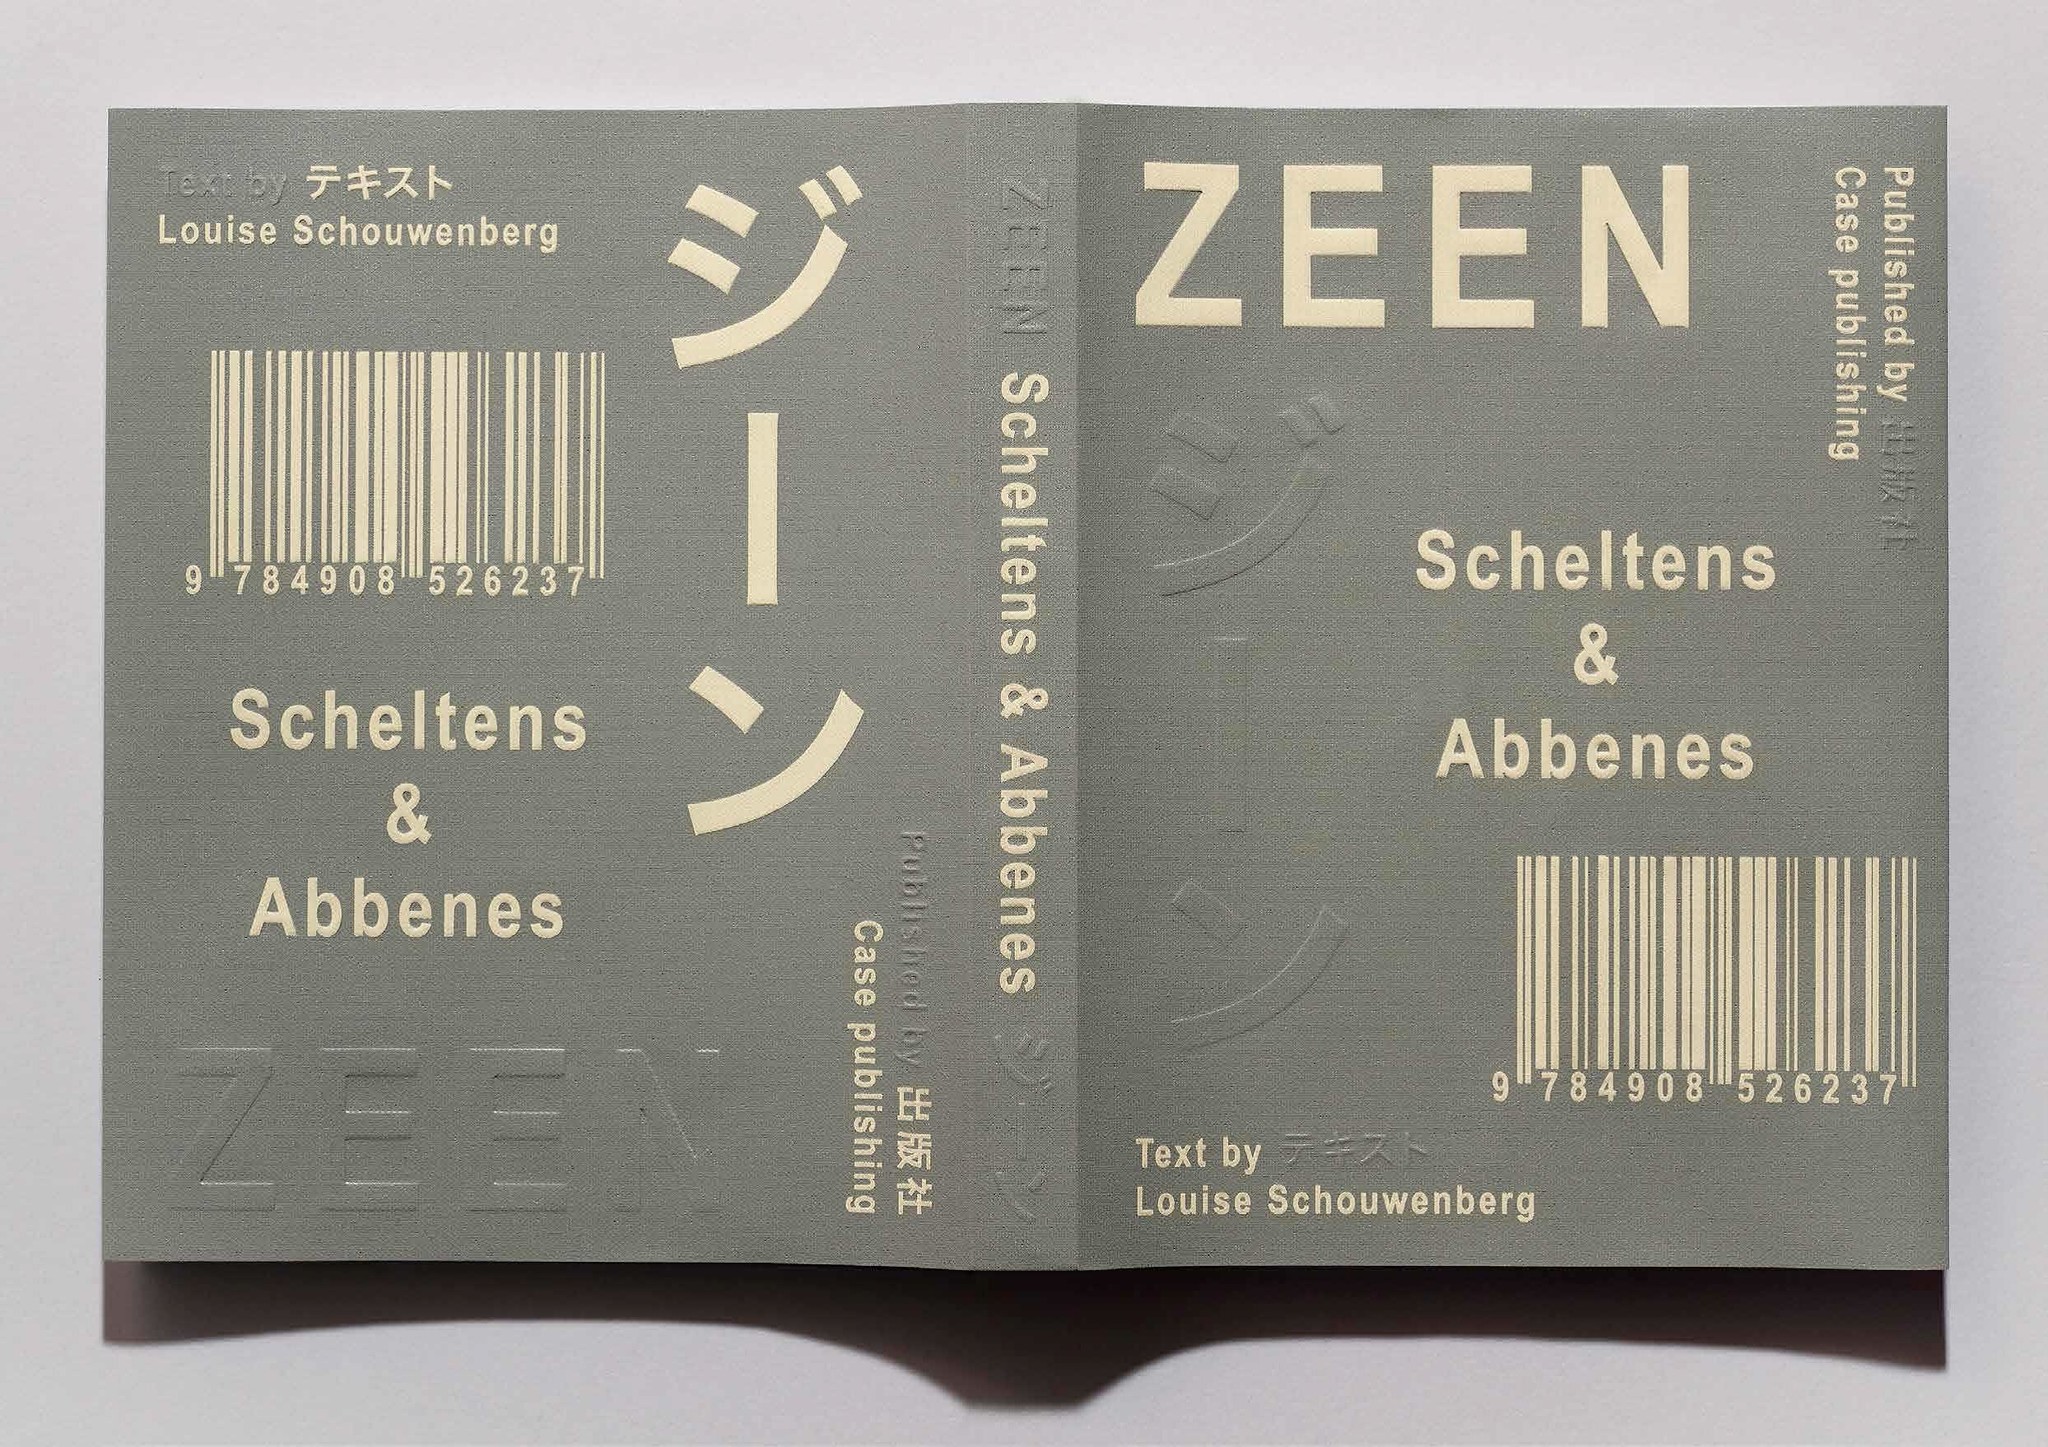 Text by テキスト
Louise Schouwenberg
ジーン
9 784908 526237
Scheltens
&
Abbenes
ZEEN
Published by 出版社
Case publishing
ZEEN Scheltens & Abbenes ジーン
ZEEN
Published by 出版社
Case publishing
ジーン
Scheltens
&
Abbenes
9 784908 526237
Text by テキスト
Louise Schouwenberg